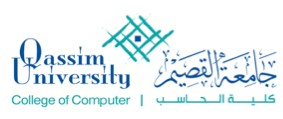 Qassim
University
جامعة القصيم
College of Computer | كلية الحاسب